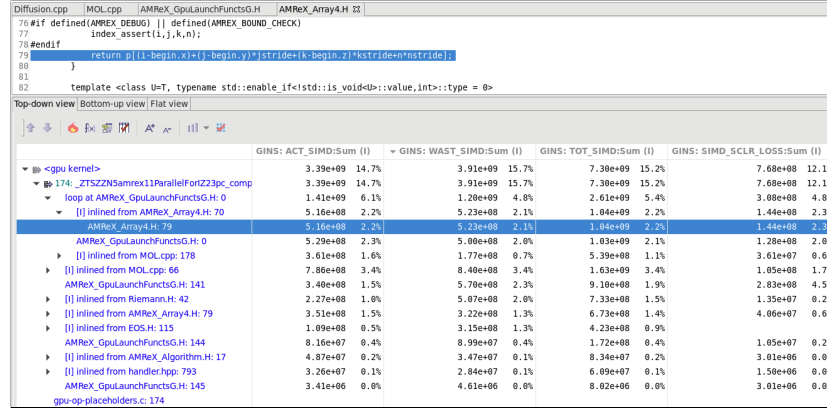 Diffusion.cpp MOL.cpp AMReX_GpuLaunchFunctsG.H AMReX_Array4.H
76 #if defined(AMREX_DEBUG) || defined(AMREX_BOUND_CHECK)
77 index_assert(i,j,k,n);
78 #endif
79 return p[(i-begin.x)+(j-begin.y)*jstride+(k-begin.z)*kstride+n*nstride];
80 }
81
82 template <class U=T, typename std::enable_if<!std::is_void<U>::value,int>::type = 0>
Top-down view Bottom-up view Flat view
f(x) A+ A-
GINS: ACT_SIMD:Sum (I) GINS: WAST_SIMD:Sum (I) GINS: TOT_SIMD:Sum (I) GINS: SIMD_SCLR_LOSS:Sum (I)
<gpu kernel> 3.39e+09 14.7% 3.91e+09 15.7% 7.30e+09 15.2% 7.68e+08 12.1
174: _ZTSZZN5amrex11ParallelForIZ23pc_comp 3.39e+09 14.7% 3.91e+09 15.7% 7.30e+09 15.2% 7.68e+08 12.1
loop at AMReX_GpuLaunchFunctsG.H: 0 1.41e+09 6.1% 1.20e+09 4.8% 2.61e+09 5.4% 3.08e+08 4.8
[I] inlined from AMReX_Array4.H: 70 5.16e+08 2.2% 5.23e+08 2.1% 1.04e+09 2.2% 1.44e+08 2.3
AMReX_Array4.H: 79 5.16e+08 2.2% 5.23e+08 2.1% 1.04e+09 2.2% 1.44e+08 2.3
AMReX_GpuLaunchFunctsG.H: 0 5.29e+08 2.3% 5.00e+08 2.0% 1.03e+09 2.1% 1.28e+08 2.0
[I] inlined from MOL.cpp: 178 3.61e+08 1.6% 1.77e+08 0.7% 5.39e+08 1.1% 3.61e+07 0.6
[I] inlined from MOL.cpp: 66 7.86e+08 3.4% 8.40e+08 3.4% 1.63e+09 3.4% 1.05e+08 1.7
AMReX_GpuLaunchFunctsG.H: 141 3.40e+08 1.5% 5.70e+08 2.3% 9.10e+08 1.9% 2.83e+08 4.5
[I] inlined from Riemann.H: 42 2.27e+08 1.0% 5.07e+08 2.0% 7.33e+08 1.5% 1.35e+07 0.2
[I] inlined from AMReX_Array4.H: 79 3.51e+08 1.5% 3.22e+08 1.3% 6.73e+08 1.4% 4.06e+07 0.6
[I] inlined from EOS.H: 115 1.09e+08 0.5% 3.15e+08 1.3% 4.23e+08 0.9%
AMReX_GpuLaunchFunctsG.H: 144 8.16e+07 0.4% 8.99e+07 0.4% 1.72e+08 0.4% 1.05e+07 0.2
[I] inlined from AMReX_Algorithm.H: 17 4.87e+07 0.2% 3.47e+07 0.1% 8.34e+07 0.2% 3.01e+06 0.0
[I] inlined from handler.hpp: 793 3.26e+07 0.1% 2.84e+07 0.1% 6.09e+07 0.1% 1.50e+06 0.0
AMReX_GpuLaunchFunctsG.H: 145 3.41e+06 0.0% 4.61e+06 0.0% 8.02e+06 0.0% 3.01e+06 0.0
gpu-op-placeholders.c: 174